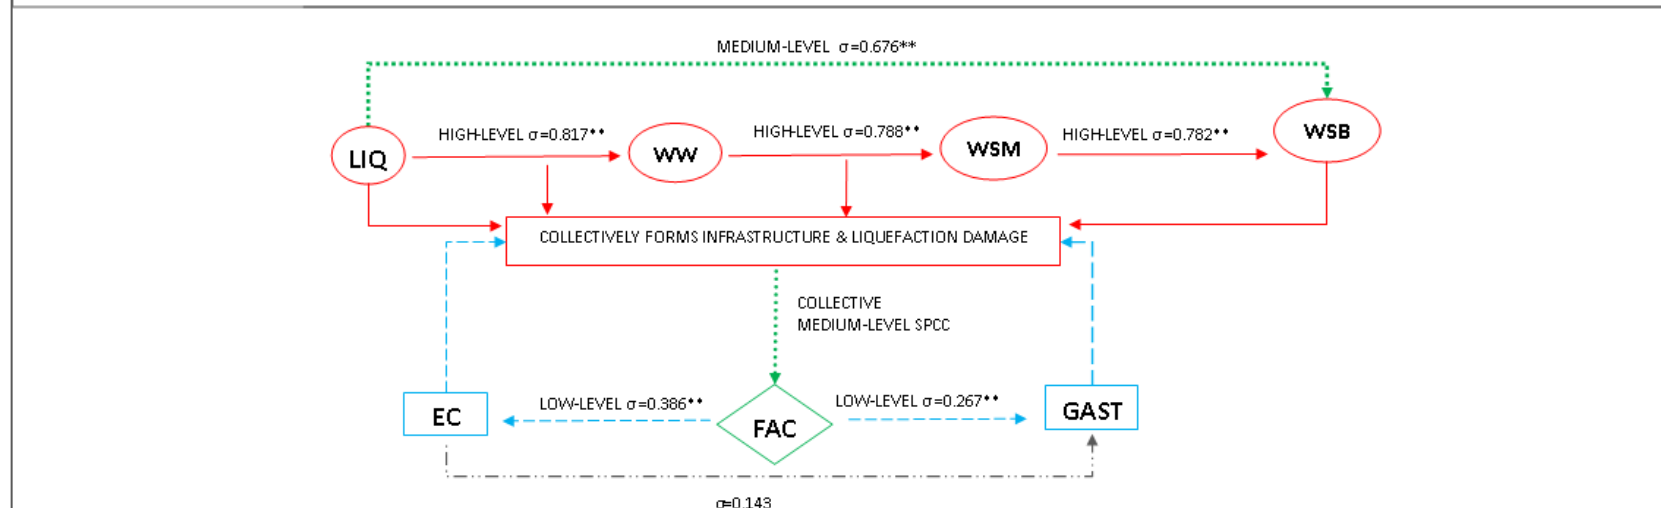 MEDIUM-LEVEL σ=0.676**
HIGH-LEVEL σ=0.817**
HIGH-LEVEL σ=0.788**
HIGH-LEVEL σ=0.782**
LIQ
WW
WSM
WSB
COLLECTIVELY FORMS INFRASTRUCTURE & LIQUEFACTION DAMAGE
COLLECTIVE
MEDIUM-LEVEL SPCC
LOW-LEVEL σ=0.386**
LOW-LEVEL σ=0.267**
EC
FAC
GAST
σ=0.143